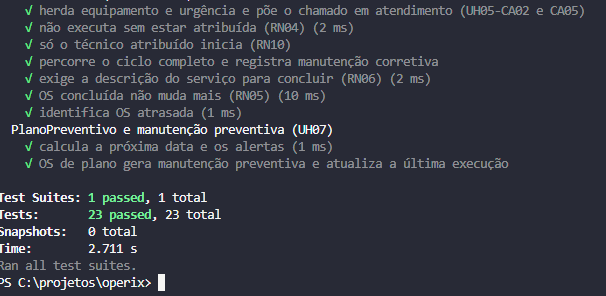 √ herda equipamento e urgência e põe o chamado em atendimento (UH05-CA02 e CA05)
√ não executa sem estar atribuída (RN04) (2 ms)
√ só o técnico atribuído inicia (RN10)
√ percorre o ciclo completo e registra manutenção corretiva
√ exige a descrição do serviço para concluir (RN06) (2 ms)
√ OS concluída não muda mais (RN05) (10 ms)
√ identifica OS atrasada (1 ms)
PlanoPreventivo e manutenção preventiva (UH07)
√ calcula a próxima data e os alertas (1 ms)
√ OS de plano gera manutenção preventiva e atualiza a última execução
Test Suites: 1 passed, 1 total
Tests: 23 passed, 23 total
Snapshots: 0 total
Time: 2.711 s
Ran all test suites.
PS C:\projetos\operix>